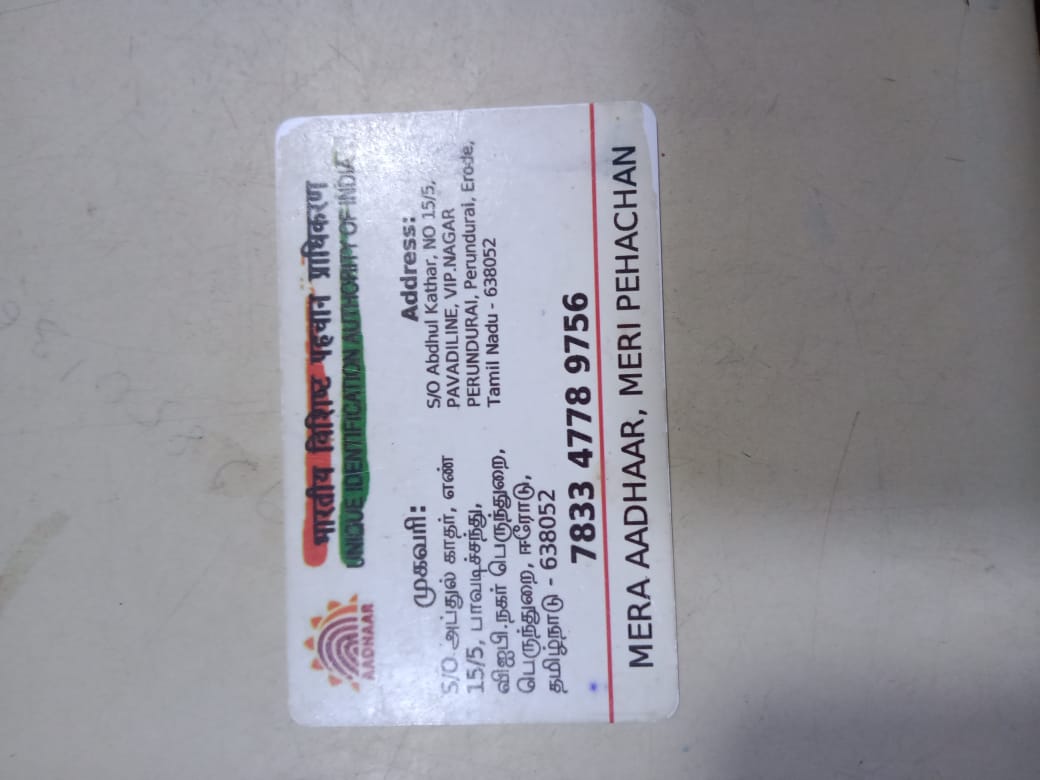 भारतीय विशिष्ट पहचान प्राधिकरण
UNIQUE IDENTIFICATION AUTHORITY OF INDIA
AADHAAR
முகவரி:
S/O அப்துல் காதர், எண்
15/5, பாவடிச்சந்து,
விஐபி.நகர் பெருந்துறை,
பெருந்துறை, ஈரோடு,
தமிழ்நாடு - 638052
Address:
S/O Abdhul Kathar, NO 15/5,
PAVADILINE, VIP.NAGAR
PERUNDURAI, Perundurai, Erode,
Tamil Nadu - 638052
7833 4778 9756
MERA AADHAAR, MERI PEHACHAN